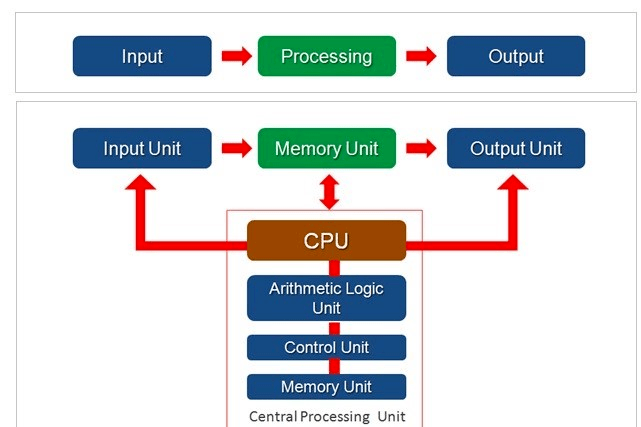 Input
Processing
Output
Input Unit
Memory Unit
Output Unit
CPU
Arithmetic Logic
Unit
Control Unit
Memory Unit
Central Processing Unit